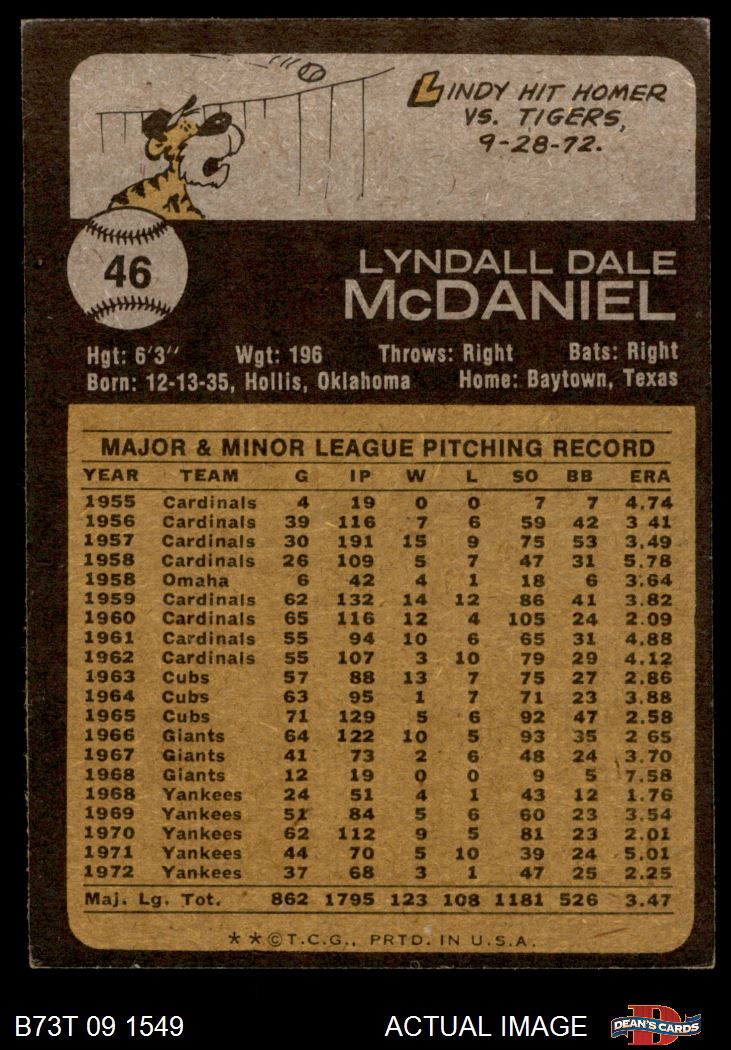 LINDY HIT HOMER
VS. TIGERS,
9-28-72.
46
LYNDALL DALE
McDANIEL
Hgt: 6'3" Wgt: 196 Throws: Right Bats: Right
Born: 12-13-35, Hollis, Oklahoma Home: Baytown, Texas
MAJOR & MINOR LEAGUE PITCHING RECORD
YEAR TEAM G IP W L SO BB ERA
1955 Cardinals 4 19 0 0 7 7 4.74
1956 Cardinals 39 116 7 6 59 42 3 41
1957 Cardinals 30 191 15 9 75 53 3.49
1958 Cardinals 26 109 5 7 47 31 5.78
1958 Omaha 6 42 4 1 18 6 3.64
1959 Cardinals 62 132 14 12 86 41 3.82
1960 Cardinals 65 116 12 4 105 24 2.09
1961 Cardinals 55 94 10 6 65 31 4.88
1962 Cardinals 55 107 3 10 79 29 4.12
1963 Cubs 57 88 13 7 75 27 2.86
1964 Cubs 63 95 1 7 71 23 3.88
1965 Cubs 71 129 5 6 92 47 2.58
1966 Giants 64 122 10 5 93 35 2 65
1967 Giants 41 73 2 6 48 24 3.70
1968 Giants 12 19 0 0 9 5 7.58
1968 Yankees 24 51 4 1 43 12 1.76
1969 Yankees 51 84 5 6 60 23 3.54
1970 Yankees 62 112 9 5 81 23 2.01
1971 Yankees 44 70 5 10 39 24 5.01
1972 Yankees 37 68 3 1 47 25 2.25
Maj. Lg. Tot. 862 1795 123 108 1181 526 3.47
* * © T.C.G., PRTD. IN U.S.A.
B73T 09 1549 ACTUAL IMAGE DEAN'S CARDS